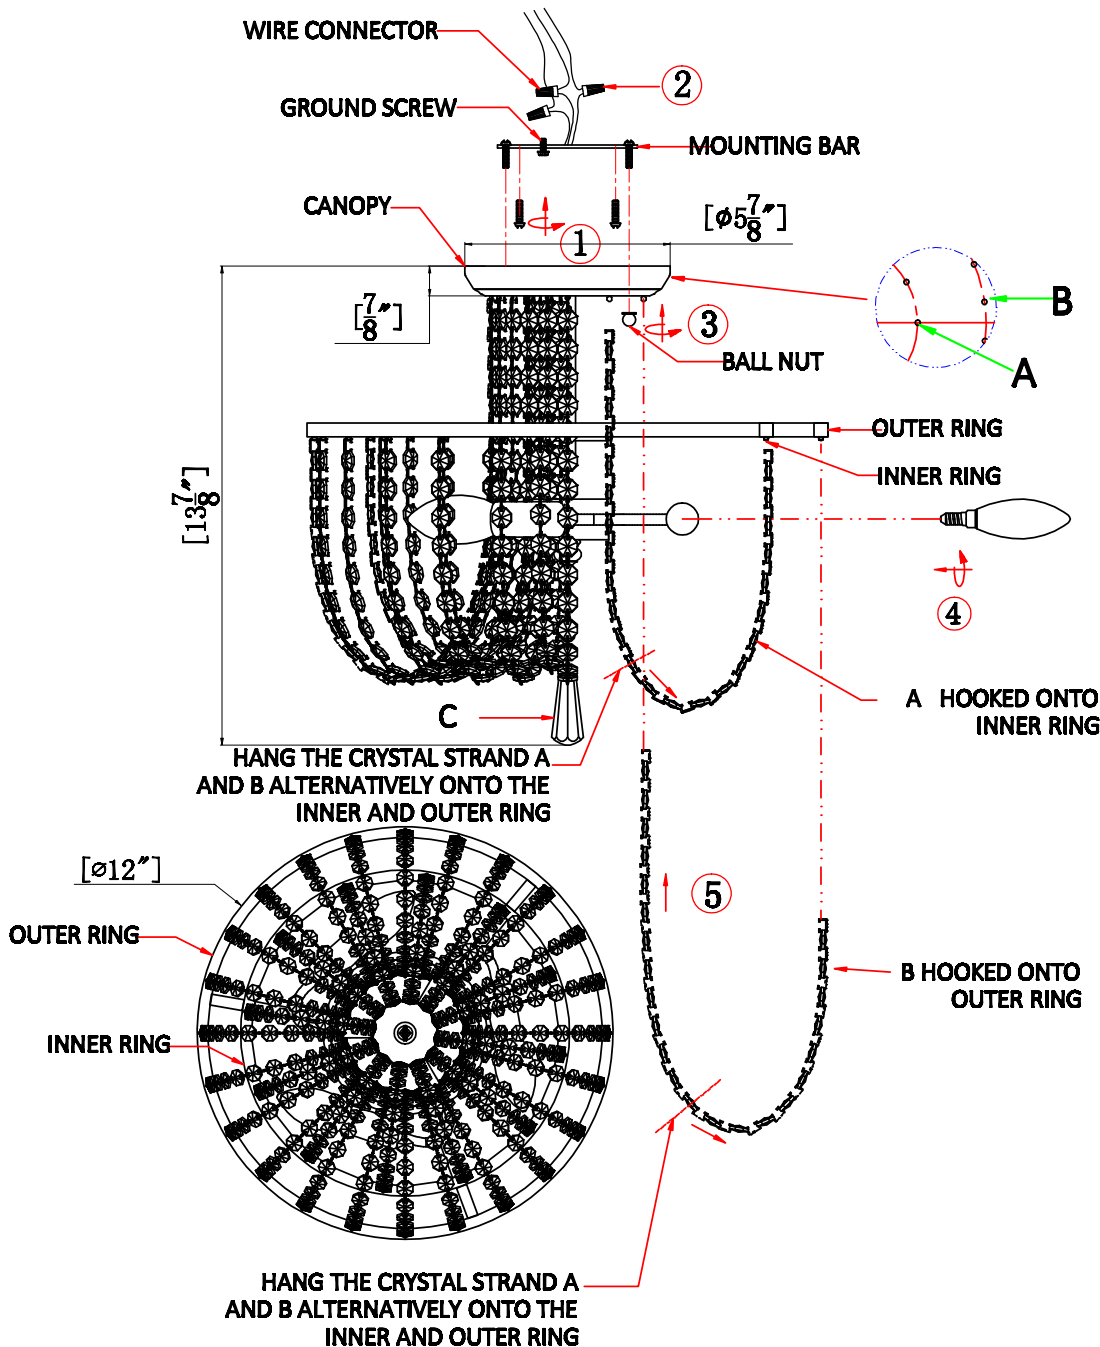 WIRE CONNECTOR
2
GROUND SCREW
MOUNTING BAR
CANOPY
[ϕ5 7/8"]
1
B
[7/8"]
3
BALL NUT
A
OUTER RING
INNER RING
[13 7/8"]
4
A HOOKED ONTO
INNER RING
C
HANG THE CRYSTAL STRAND A
AND B ALTERNATIVELY ONTO THE
INNER AND OUTER RING
[⌀12"]
5
OUTER RING
B HOOKED ONTO
OUTER RING
INNER RING
HANG THE CRYSTAL STRAND A
AND B ALTERNATIVELY ONTO THE
INNER AND OUTER RING